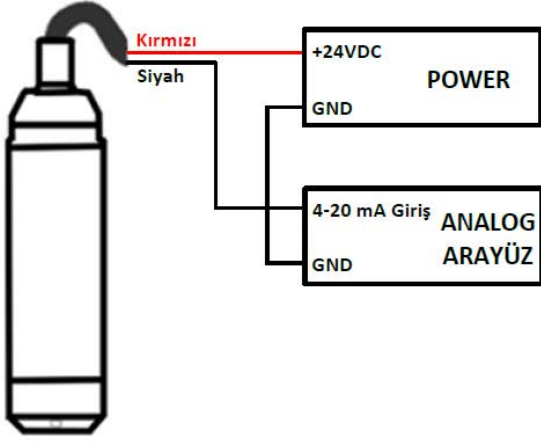 Kırmızı
Siyah
+24VDC
POWER
GND
4-20 mA Giriş
ANALOG
ARAYÜZ
GND